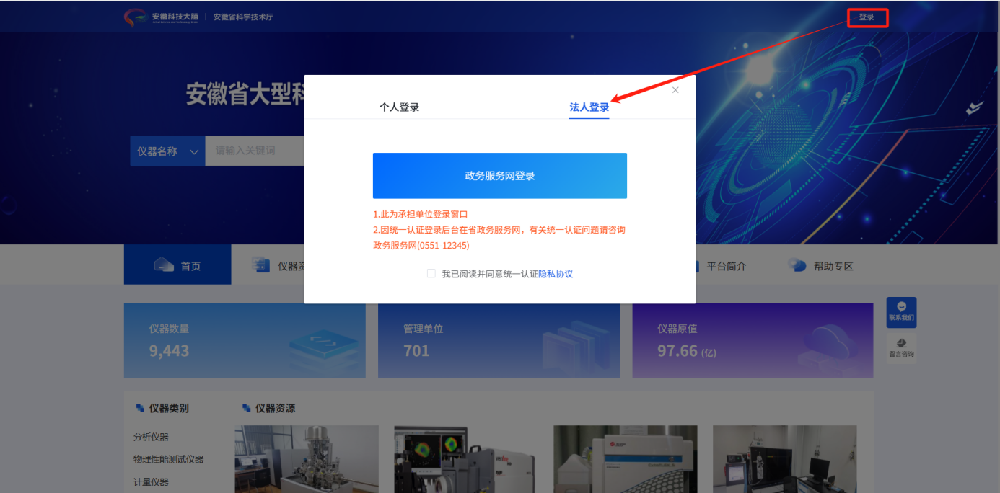 安徽科技大脑
安徽省科学技术厅
登录
安徽省大型科
个人登录
法人登录
仪器名称
请输入关键词
政务服务网登录
1.此为承担单位登录窗口
2.因统一认证登录后台在省政务服务网，有关统一认证问题请咨询
政务服务网(0551-12345)
我已阅读并同意统一认证隐私协议
首页
仪器资
平台简介
帮助专区
仪器数量
9,443
管理单位
701
仪器原值
97.66 (亿)
联系我们
留言咨询
仪器类别
仪器资源
分析仪器
物理性能测试仪器
计量仪器